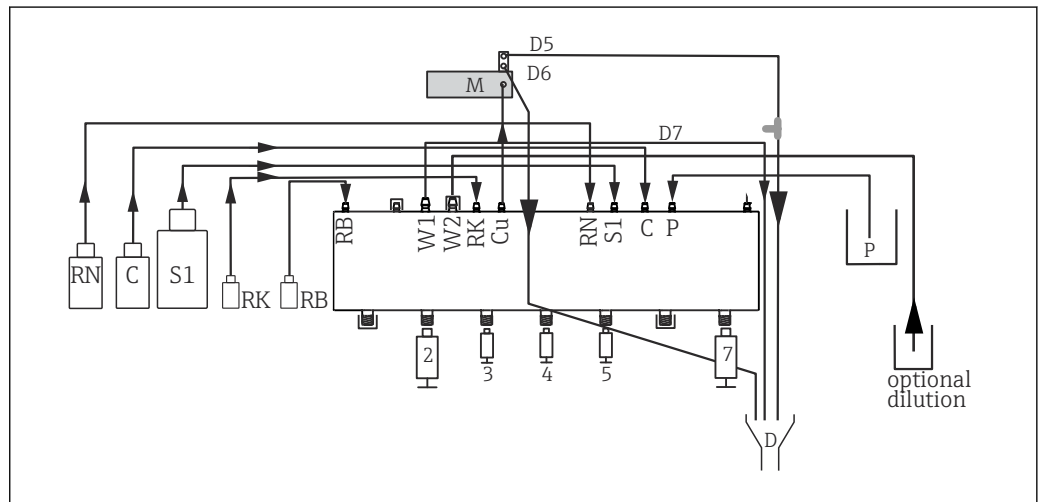 D5
D6
M
D7
RN
C
S1
RK
RB
RB
W1
W2
RK
Cu
RN
S1
C
P
P
2
3
4
5
7
optional
dilution
D